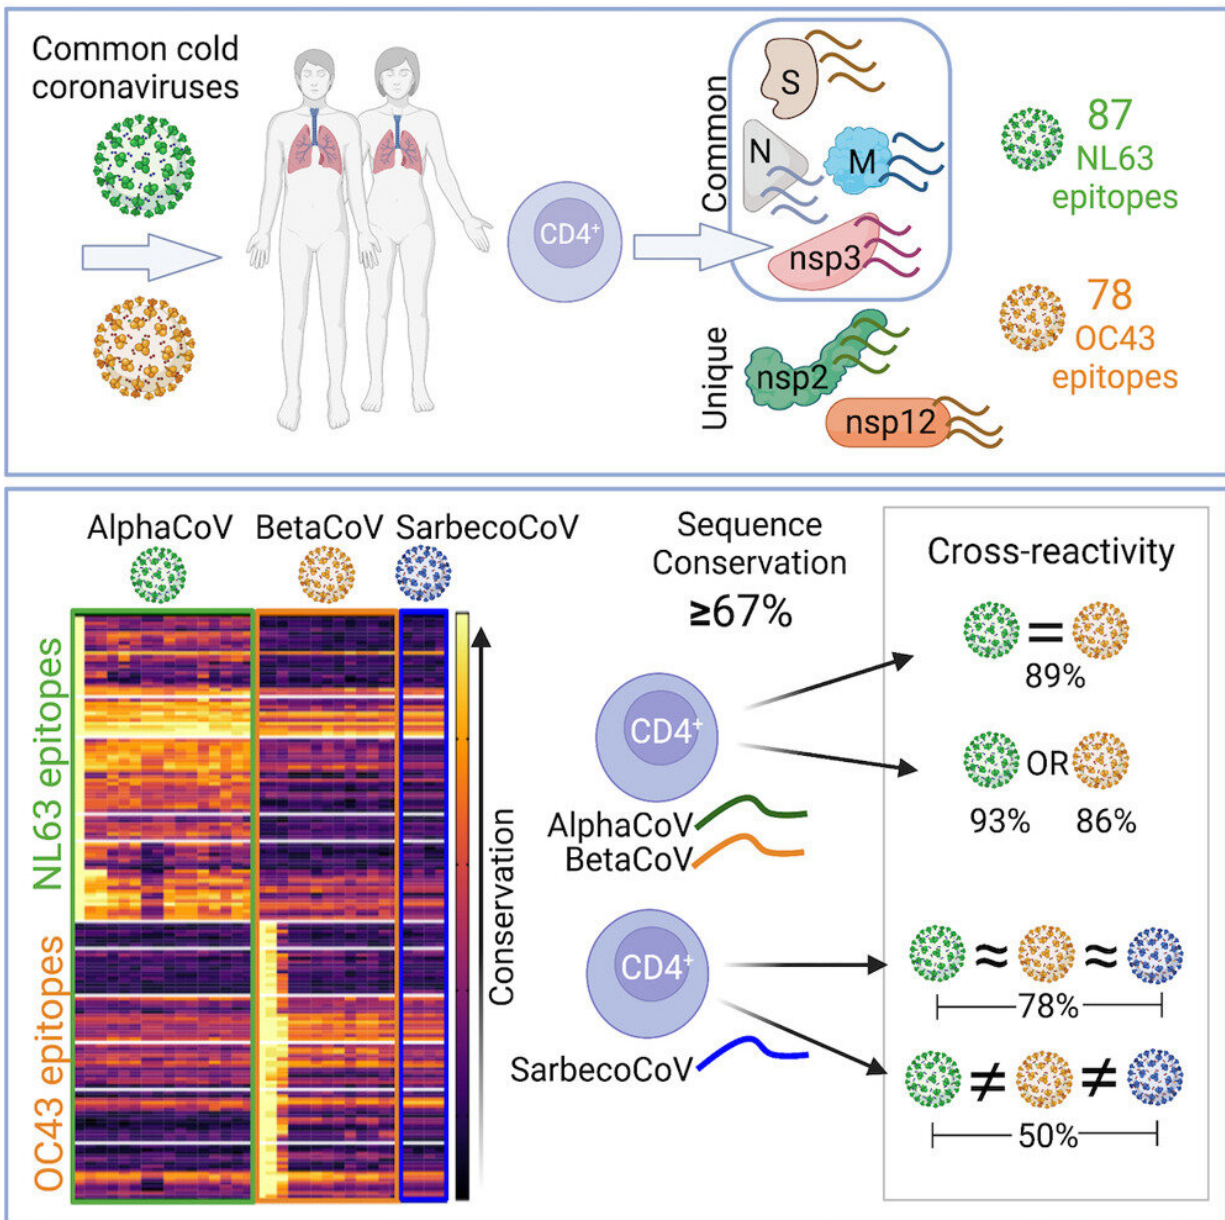 Common cold
coronaviruses
CD4+
Common
S
N
M
nsp3
Unique
nsp2
nsp12
87
NL63
epitopes
78
OC43
epitopes
AlphaCoV
BetaCoV
SarbecoCoV
NL63 epitopes
OC43 epitopes
Conservation
Sequence
Conservation
≥67%
CD4+
AlphaCoV
BetaCoV
CD4+
SarbecoCoV
Cross-reactivity
=
89%
OR
93% 86%
≈ ≈
78%
≠ ≠
50%